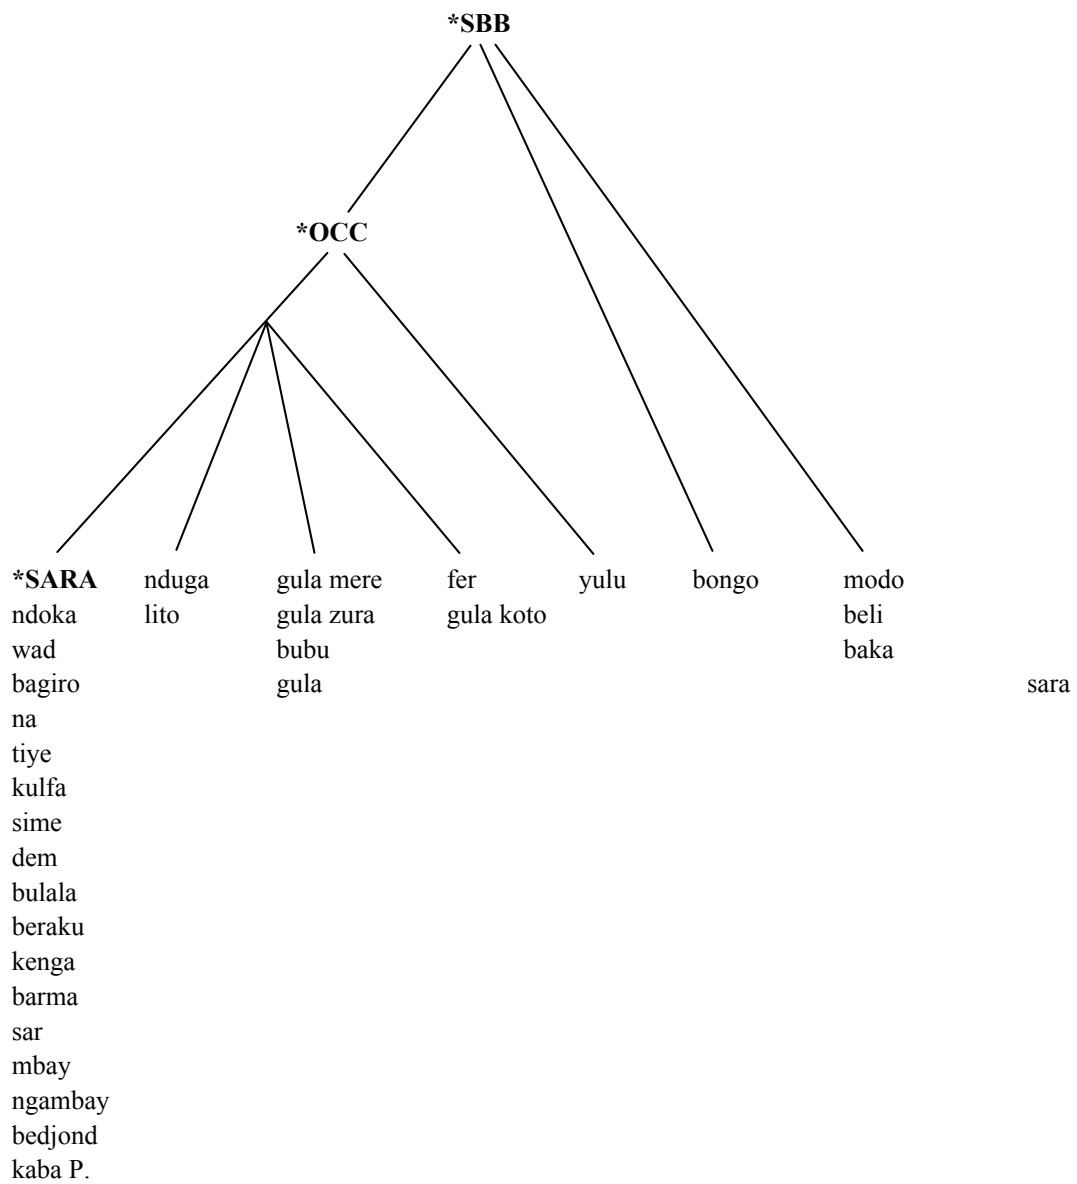 *SBB
*OCC
*SARA nduga gula mere fer yulu bongo modo
ndoka lito gula zura gula koto beli
wad bubu baka
bagiro gula sara
na
tiye
kulfa
sime
dem
bulala
beraku
kenga
barma
sar
mbay
ngambay
bedjond
kaba P.